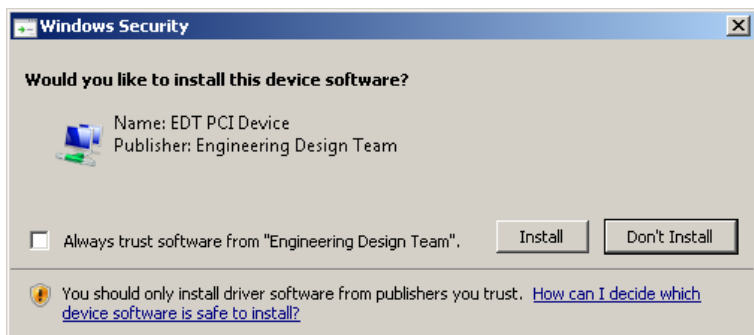 Windows Security
Would you like to install this device software?
Name: EDT PCI Device
Publisher: Engineering Design Team
Always trust software from "Engineering Design Team".
Install
Don't Install
You should only install driver software from publishers you trust. How can I decide which
device software is safe to install?